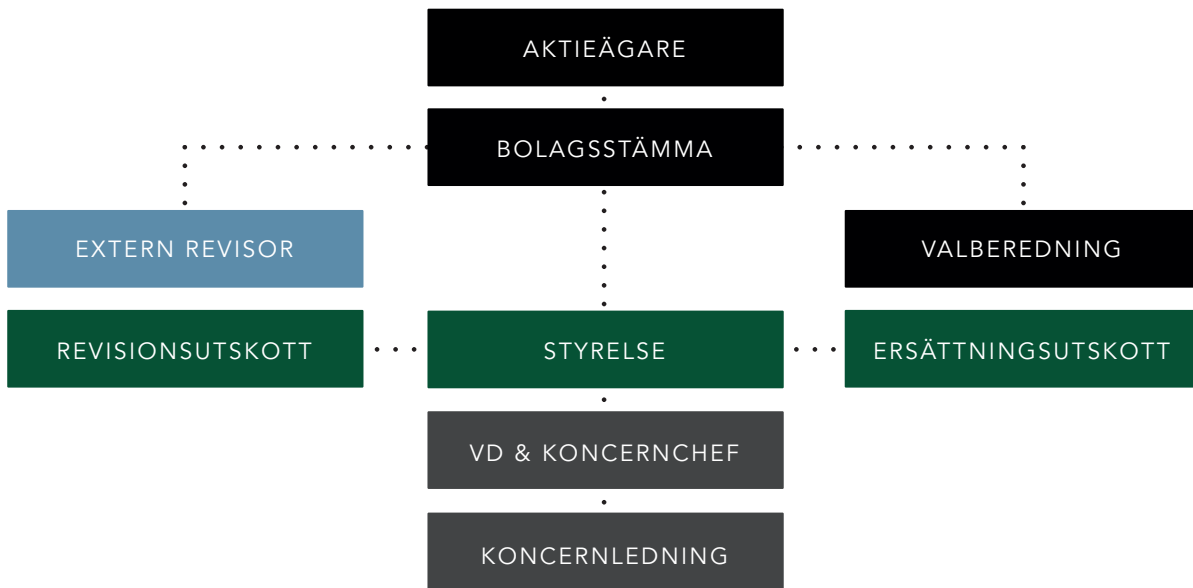 AKTIEÄGARE
BOLAGSSTÄMMA
EXTERN REVISOR
VALBEREDNING
REVISIONSUTSKOTT
STYRELSE
ERSÄTTNINGSUTSKOTT
VD & KONCERNCHEF
KONCERNLEDNING